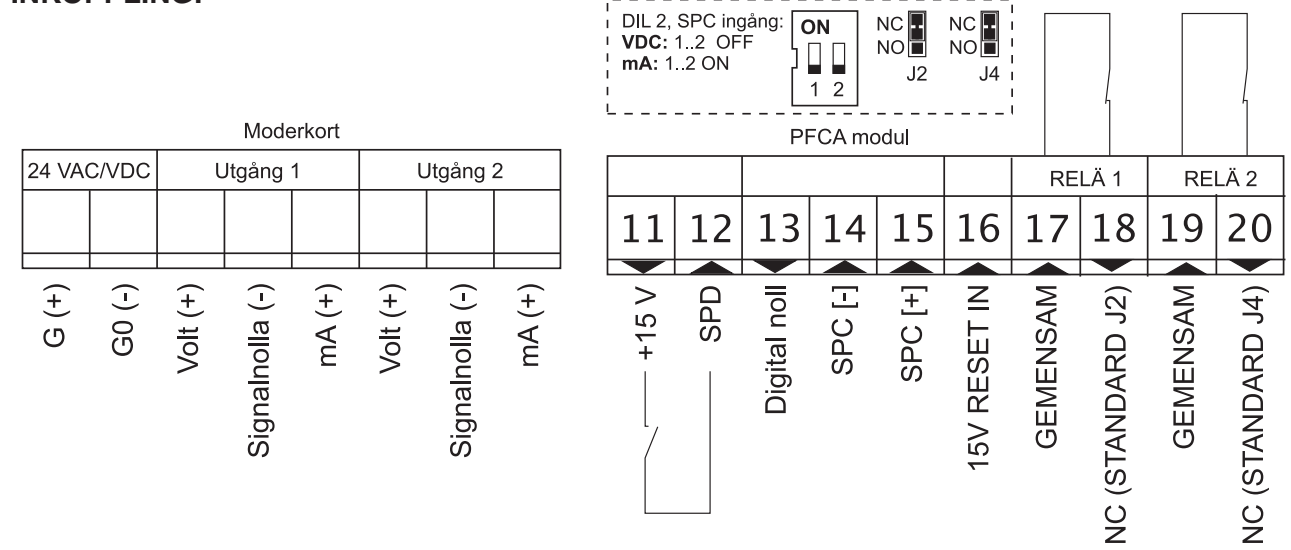 INKOPPLING:
DIL 2, SPC ingång:
VDC: 1..2 OFF
mA: 1..2 ON
ON
1 2
NC
NO
J2
NC
NO
J4
Moderkort
24 VAC/VDC
Utgång 1
Utgång 2
G (+)
G0 (-)
Volt (+)
Signalnolla (-)
mA (+)
Volt (+)
Signalnolla (-)
mA (+)
PFCA modul
RELÄ 1
RELÄ 2
11 12 13 14 15 16 17 18 19 20
+15 V
SPD
Digital noll
SPC [-]
SPC [+]
15V RESET IN
GEMENSAM
NC (STANDARD J2)
GEMENSAM
NC (STANDARD J4)